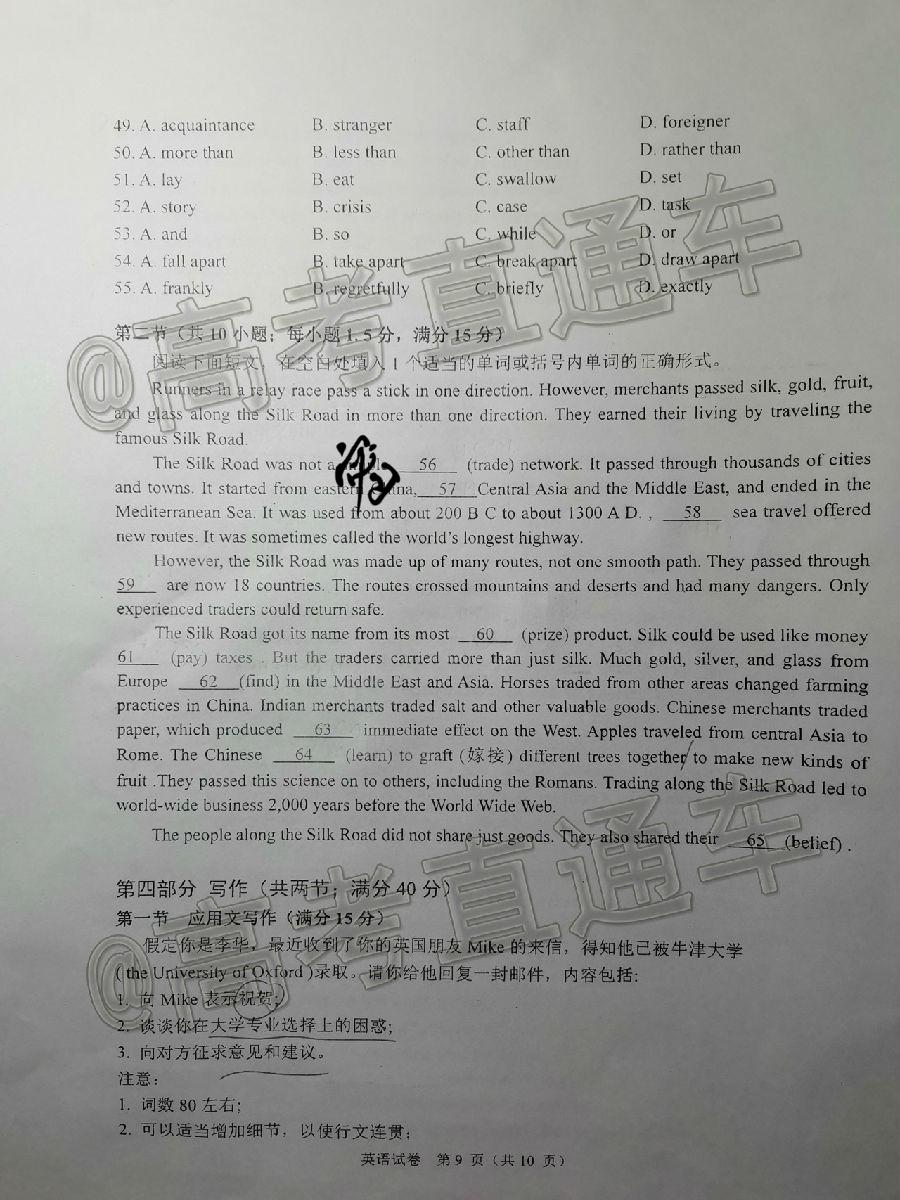 49. A. acquaintance B. stranger C. staff D. foreigner
50. A. more than B. less than C. other than D. rather than
51. A. lay B. eat C. swallow D. set
52. A. story B. crisis C. case D. task
53. A. and B. so C. while D. or
54. A. fall apart B. take apart C. break apart D. draw apart
55. A. frankly B. regretfully C. briefly D. exactly
第二节（共 10 小题；每小题 1.5 分，满分 15 分）
阅读下面短文，在空白处填入 1 个适当的单词或括号内单词的正确形式。
Runners in a relay race pass a stick in one direction. However, merchants passed silk, gold, fruit,
and glass along the Silk Road in more than one direction. They earned their living by traveling the
famous Silk Road.
The Silk Road was not a 56 (trade) network. It passed through thousands of cities
and towns. It started from eastern China, 57 Central Asia and the Middle East, and ended in the
Mediterranean Sea. It was used from about 200 B C to about 1300 A D. , 58 sea travel offered
new routes. It was sometimes called the world's longest highway.
However, the Silk Road was made up of many routes, not one smooth path. They passed through
59 are now 18 countries. The routes crossed mountains and deserts and had many dangers. Only
experienced traders could return safe.
The Silk Road got its name from its most 60 (prize) product. Silk could be used like money
61 (pay) taxes . But the traders carried more than just silk. Much gold, silver, and glass from
Europe 62 (find) in the Middle East and Asia. Horses traded from other areas changed farming
practices in China. Indian merchants traded salt and other valuable goods. Chinese merchants traded
paper, which produced 63 immediate effect on the West. Apples traveled from central Asia to
Rome. The Chinese 64 (learn) to graft (嫁接) different trees together to make new kinds of
fruit .They passed this science on to others, including the Romans. Trading along the Silk Road led to
world-wide business 2,000 years before the World Wide Web.
The people along the Silk Road did not share just goods. They also shared their 65 (belief) .
第四部分 写作（共两节；满分 40 分）
第一节 应用文写作（满分 15 分）
假定你是李华，最近收到了你的英国朋友 Mike 的来信，得知他已被牛津大学
( the University of Oxford )录取。请你给他回复一封邮件，内容包括:
1. 向 Mike 表示祝贺;
2. 谈谈你在大学专业选择上的困惑;
3. 向对方征求意见和建议。
注意:
1. 词数 80 左右;
2. 可以适当增加细节，以使行文连贯;
英语试卷 第 9 页（共 10 页）
@高考直通车
@高考直通车